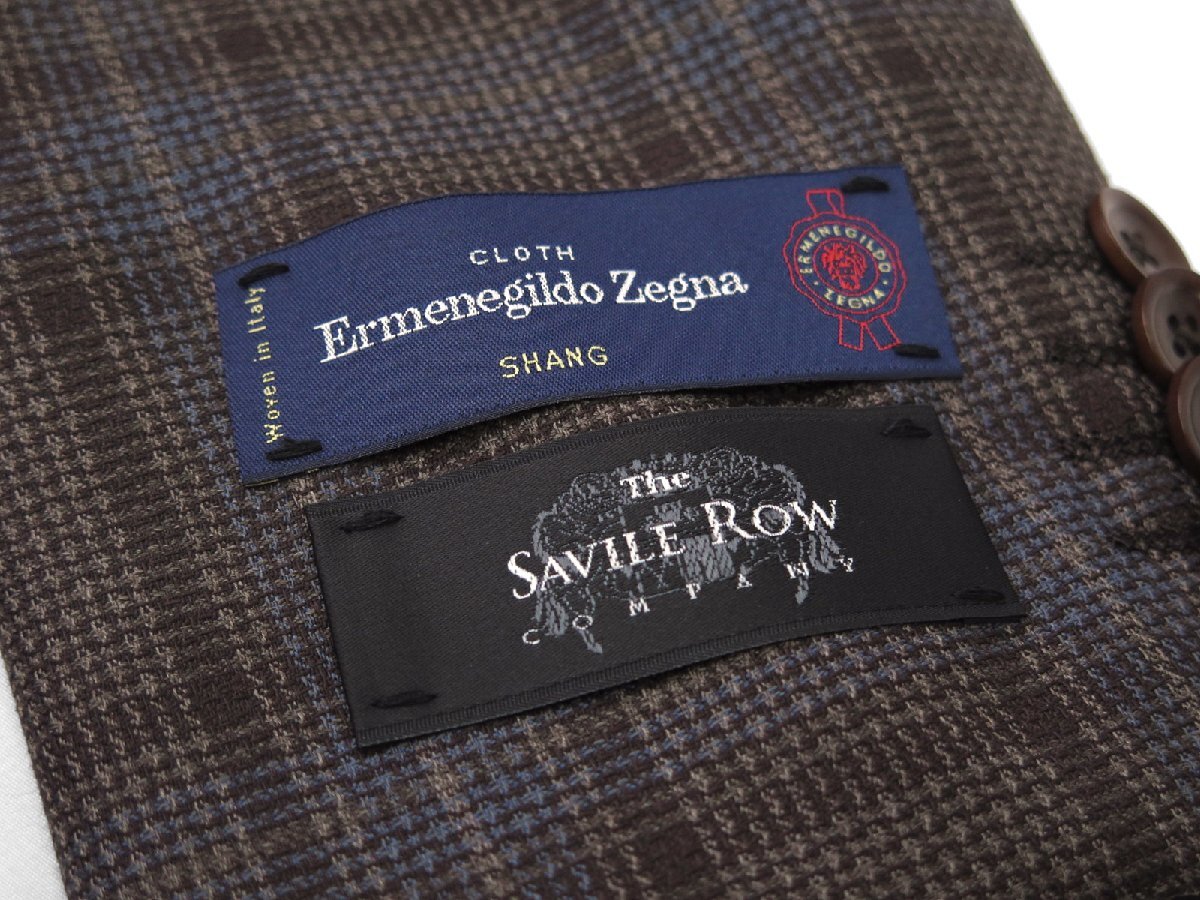 CLOTH
Ermenegildo Zegna
SHANG
Woven in Italy
ERMENEGILDO
ZEGNA
The
SAVILE ROW
COMPANY